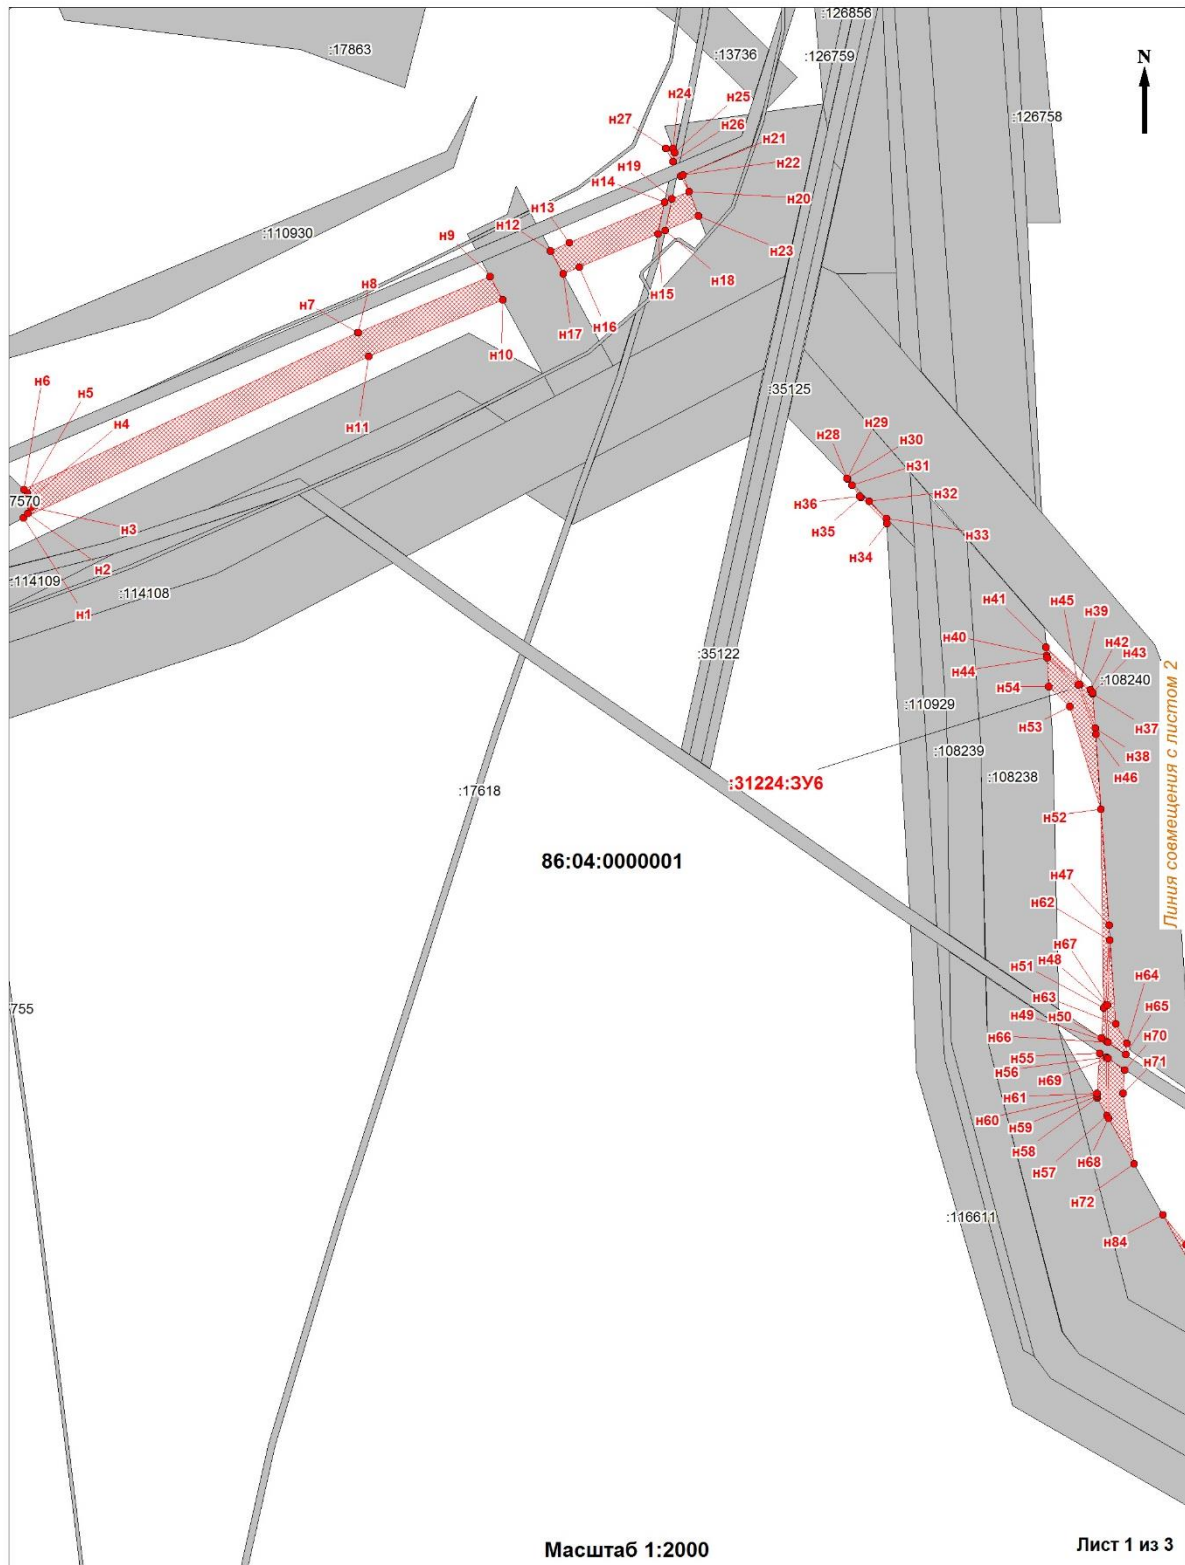 :126856
:17863
:13736
:126759
N
н24
н25
:126758
н27
н26
н21
н19
н22
н14
н20
н13
:110930
н12
н23
н9
н18
н8
н15
н7
н16
н17
н10
:35125
н6
н5
н11
н29
н4
н28
н30
н31
7570
н36
н32
н3
н35
н33
н34
н2
:114109
:114108
н1
н41
н45
н39
н40
н42
:35122
н43
н44
:108240
н54
:110929
н37
н53
:108239
н38
н46
:108238
:31224:ЗУ6
:17618
н52
Линия совмещения с листом 2
86:04:0000001
н47
н62
н67
н48
н51
н64
н63
755
н65
н50
н49
н70
н66
н55
н71
н56
н69
н61
н60
н59
н58
н57
н68
н72
:116611
н84
Масштаб 1:2000
Лист 1 из 3